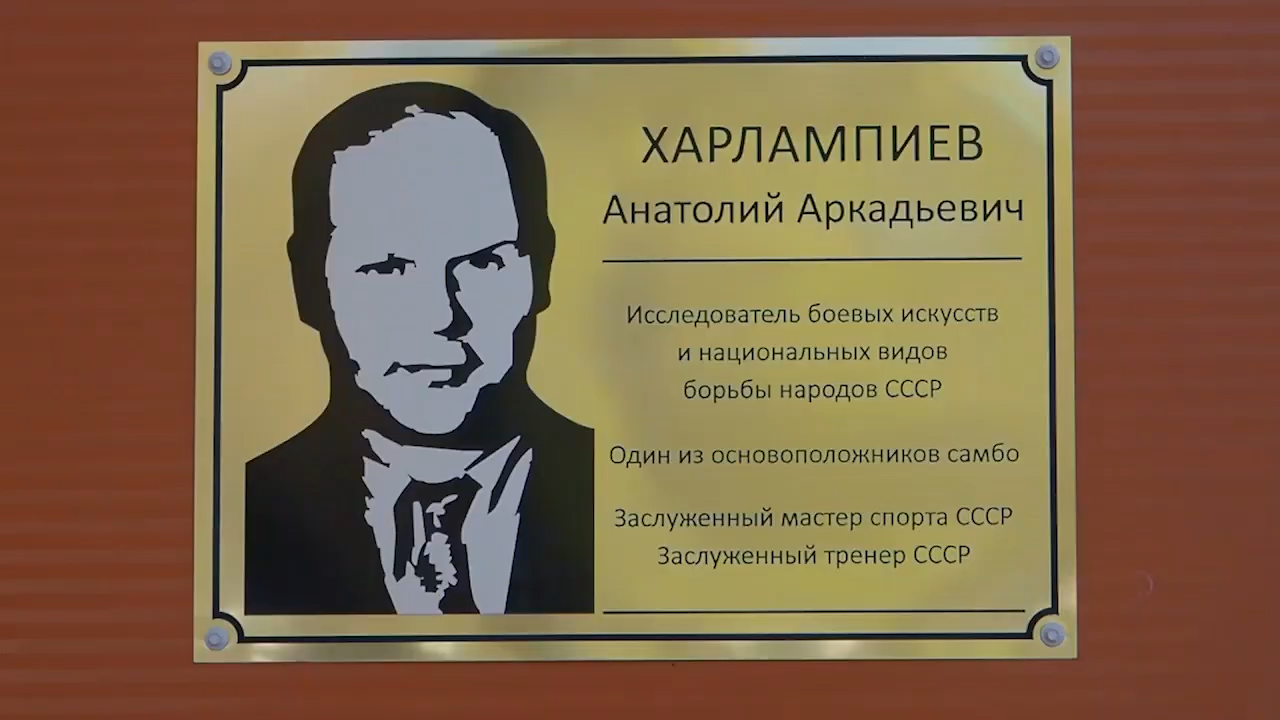 ХАРЛАМПИЕВ
Анатолий Аркадьевич
Исследователь боевых искусств
и национальных видов
борьбы народов СССР
Один из основоположников самбо
Заслуженный мастер спорта СССР
Заслуженный тренер СССР